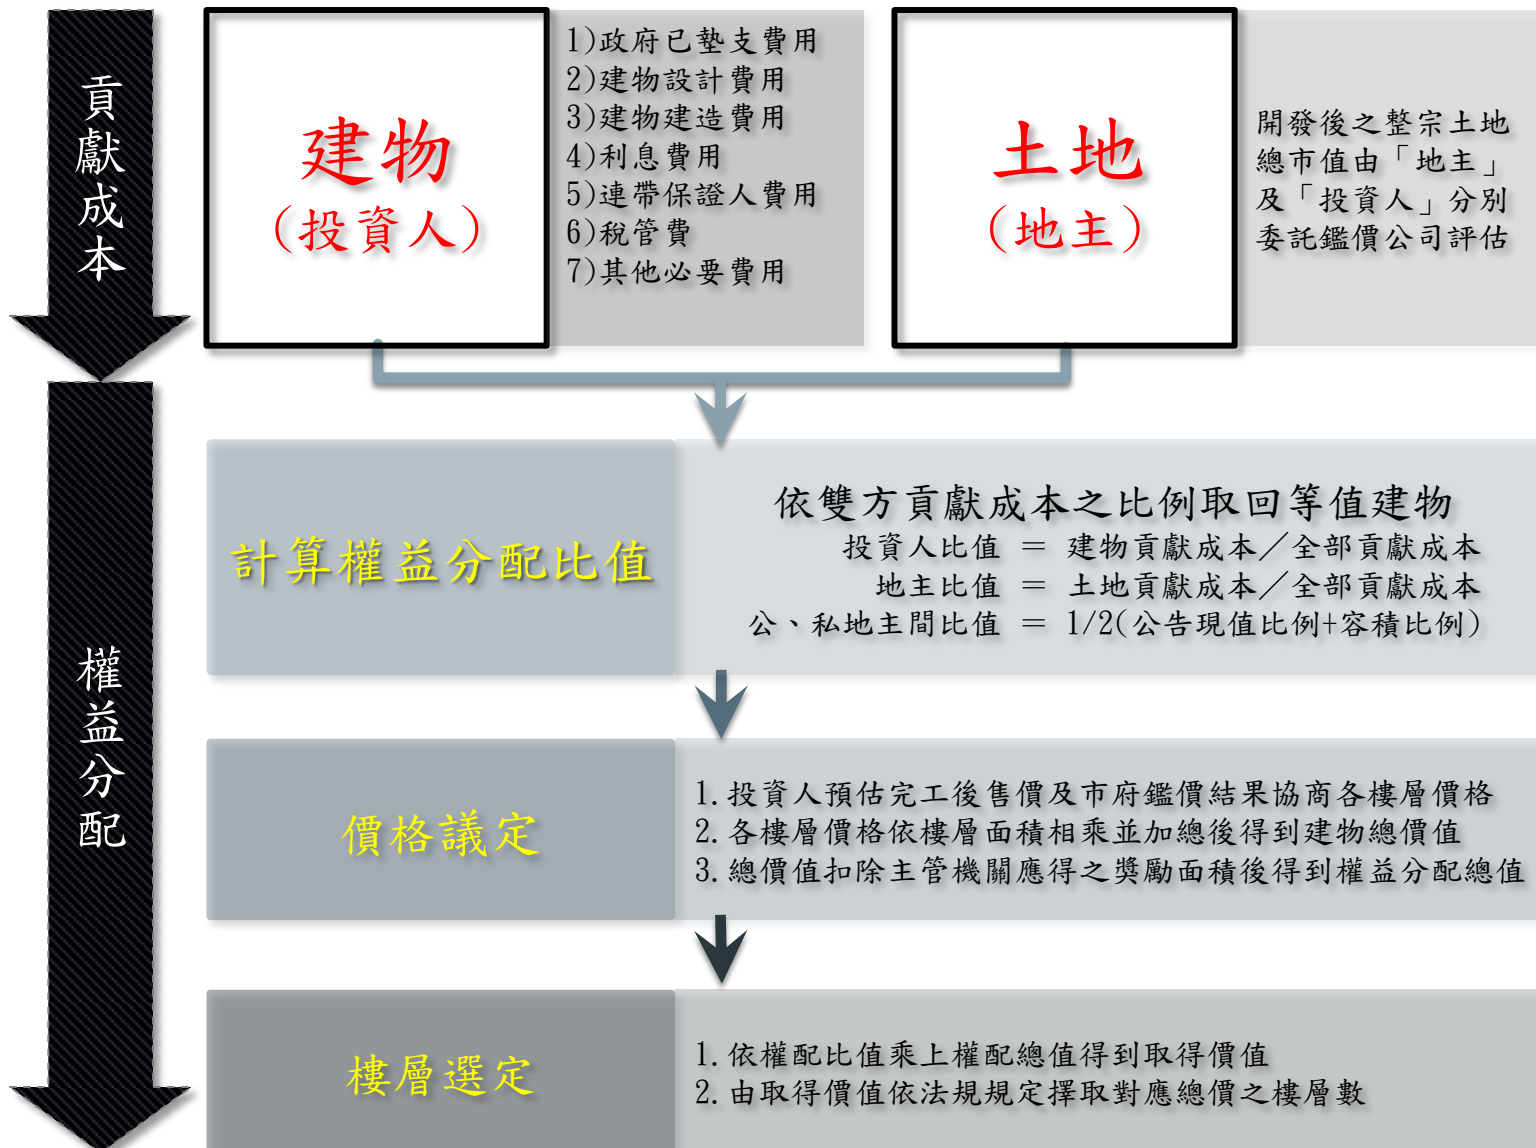 貢獻成本
建物
(投資人)
1)政府已墊支費用
2)建物設計費用
3)建物建造費用
4)利息費用
5)連帶保證人費用
6)稅管費
7)其他必要費用
土地
(地主)
開發後之整宗土地
總市值由「地主」
及「投資人」分別
委託鑑價公司評估
權益分配
計算權益分配比值
依雙方貢獻成本之比例取回等值建物
投資人比值 = 建物貢獻成本／全部貢獻成本
地主比值 = 土地貢獻成本／全部貢獻成本
公、私地主間比值 = 1/2(公告現值比例+容積比例)
價格議定
1.投資人預估完工後售價及市府鑑價結果協商各樓層價格
2.各樓層價格依樓層面積相乘並加總後得到建物總價值
3.總價值扣除主管機關應得之獎勵面積後得到權益分配總值
樓層選定
1.依權配比值乘上權配總值得到取得價值
2.由取得價值依法規規定擇取對應總價之樓層數